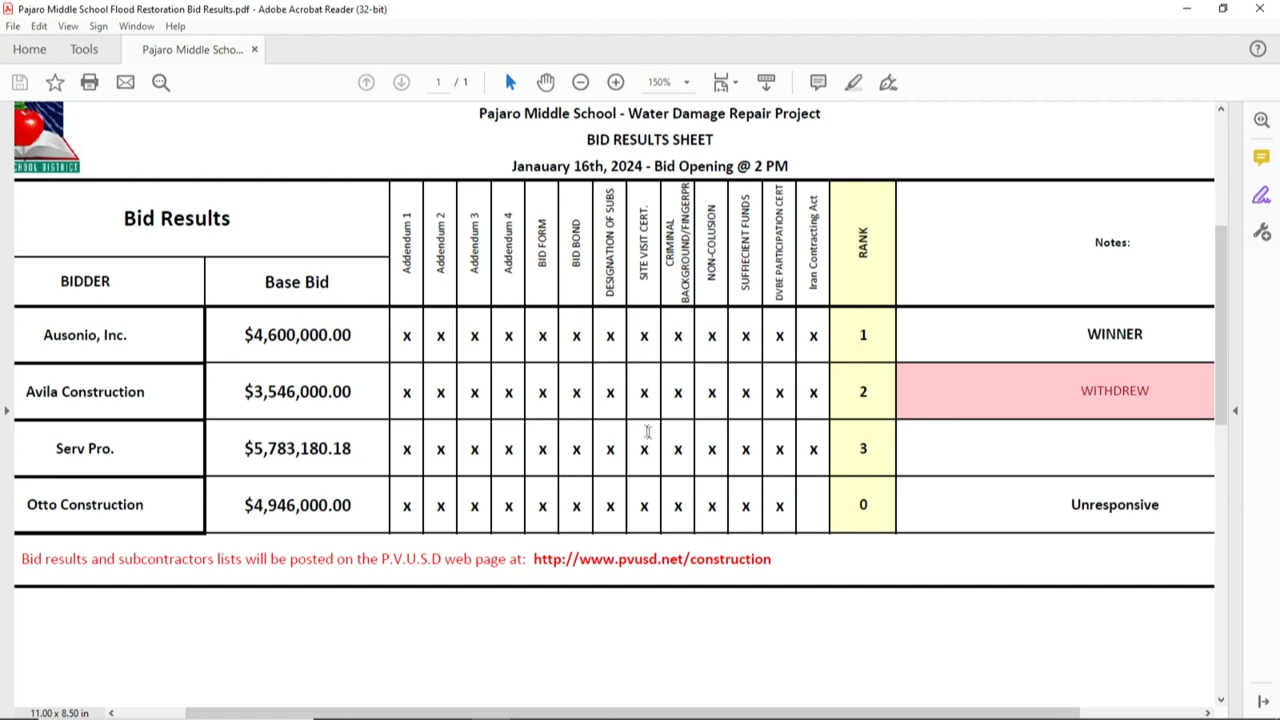 Pajaro Middle School Flood Restoration Bid Results.pdf - Adobe Acrobat Reader (32-bit)
File Edit View Sign Window Help
Home Tools Pajaro Middle Scho... ×
1 / 1 150%
CHOOL DISTRICT
Pajaro Middle School - Water Damage Repair Project
BID RESULTS SHEET
Janauary 16th, 2024 - Bid Opening @ 2 PM
Bid Results
BIDDER Base Bid
Addendum 1
Addendum 2
Addendum 3
Addendum 4
BID FORM
BID BOND
DESIGNATION OF SUBS
SITE VISIT CERT.
CRIMINAL
BACKGROUND/FINGERPR
NON-COLUSION
SUFFIECIENT FUNDS
DVBE PARTICIPATION CERT
Iran Contracting Act
RANK
Notes:
Ausonio, Inc. $4,600,000.00 x x x x x x x x x x x x x 1 WINNER
Avila Construction $3,546,000.00 x x x x x x x x x x x x x 2 WITHDREW
Serv Pro. $5,783,180.18 x x x x x x x x x x x x x 3
Otto Construction $4,946,000.00 x x x x x x x x x x x x 0 Unresponsive
Bid results and subcontractors lists will be posted on the P.V.U.S.D web page at: http://www.pvusd.net/construction
11.00 x 8.50 in